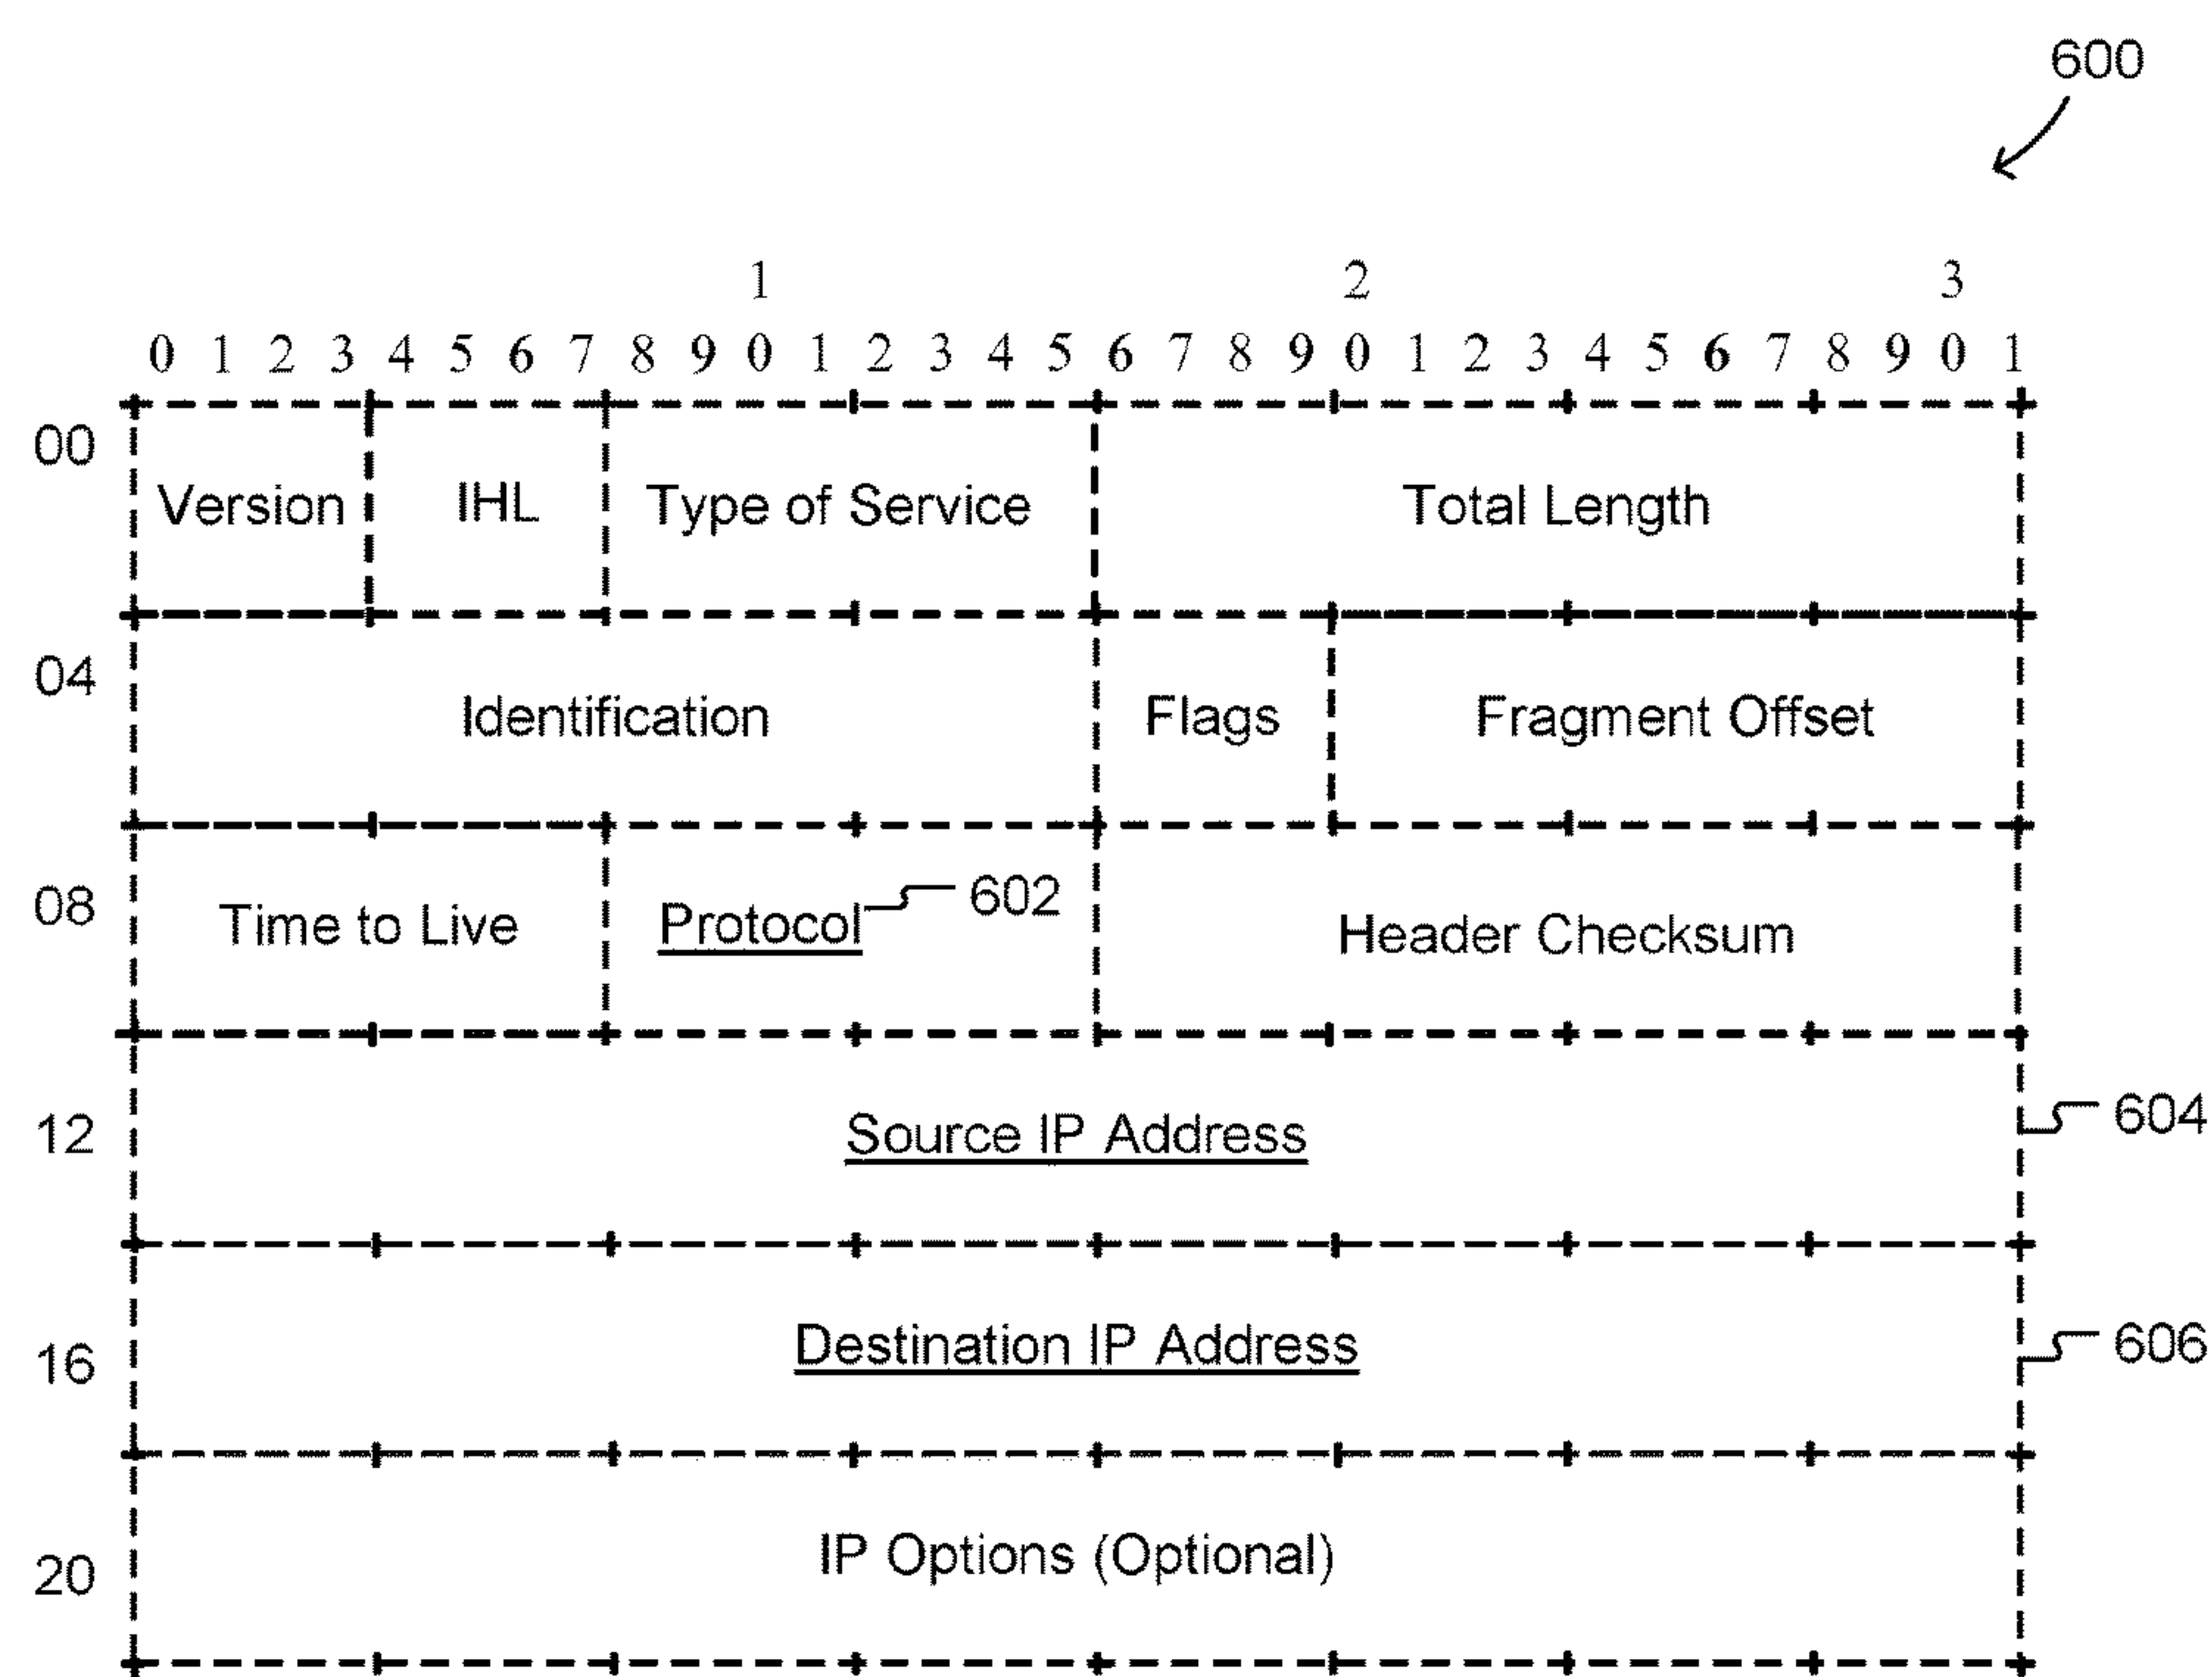 600
1 2 3
0 1 2 3 4 5 6 7 8 9 0 1 2 3 4 5 6 7 8 9 0 1 2 3 4 5 6 7 8 9 0 1
00 Version IHL Type of Service Total Length
04 Identification Flags Fragment Offset
08 Time to Live Protocol 602 Header Checksum
12 Source IP Address 604
16 Destination IP Address 606
20 IP Options (Optional)